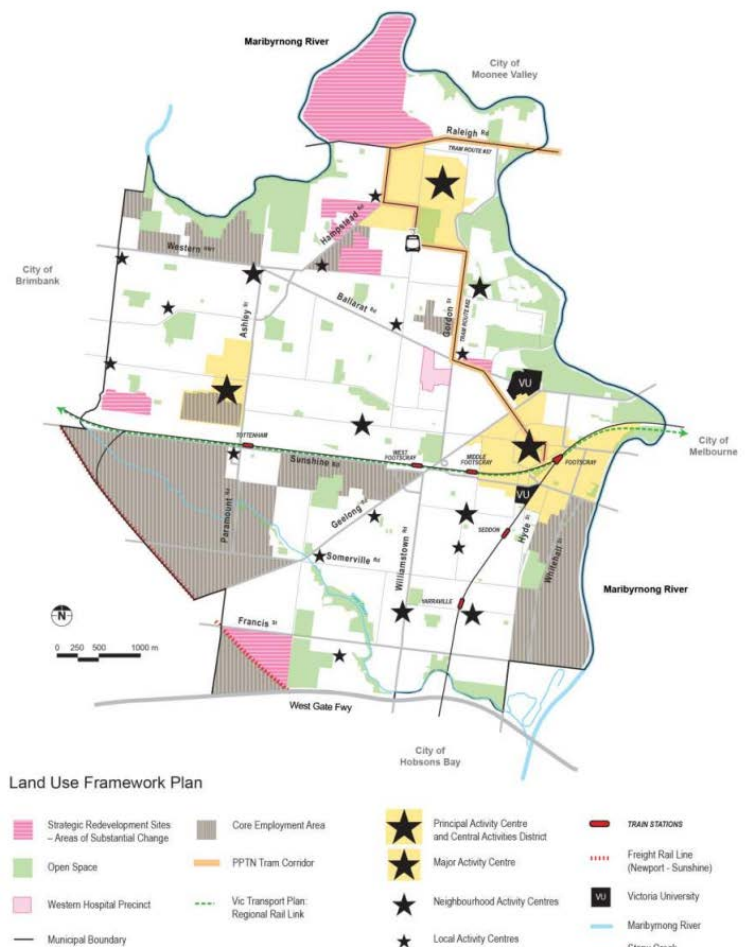 Maribyrnong River
City of
Moonee Valley
Raleigh Rd
TRAM ROUTE #57
Hampstead Rd
Western HWY
City of
Brimbank
Ballarat Rd
Ashley St
Gordon St
TRAM ROUTE #82
VU
TOTTENHAM
Sunshine Rd
WEST
FOOTSCRAY
MIDDLE
FOOTSCRAY
FOOTSCRAY
City of
Melbourne
VU
Paramount Rd
Geelong Rd
SEDDON
Hyde St
Whitehall St
Somerville Rd
Williamstown Rd
Maribyrnong River
N
YARRAVILLE
0 250 500 1000 m
Francis St
West Gate Fwy
City of
Hobsons Bay
Land Use Framework Plan
Strategic Redevelopment Sites
– Areas of Substantial Change
Core Employment Area
Principal Activity Centre
and Central Activities District
TRAIN STATIONS
Open Space
PPTN Tram Corridor
Major Activity Centre
Freight Rail Line
(Newport - Sunshine)
Western Hospital Precinct
Vic Transport Plan:
Regional Rail Link
Neighbourhood Activity Centres
VU
Victoria University
Municipal Boundary
Local Activity Centres
Maribyrnong River